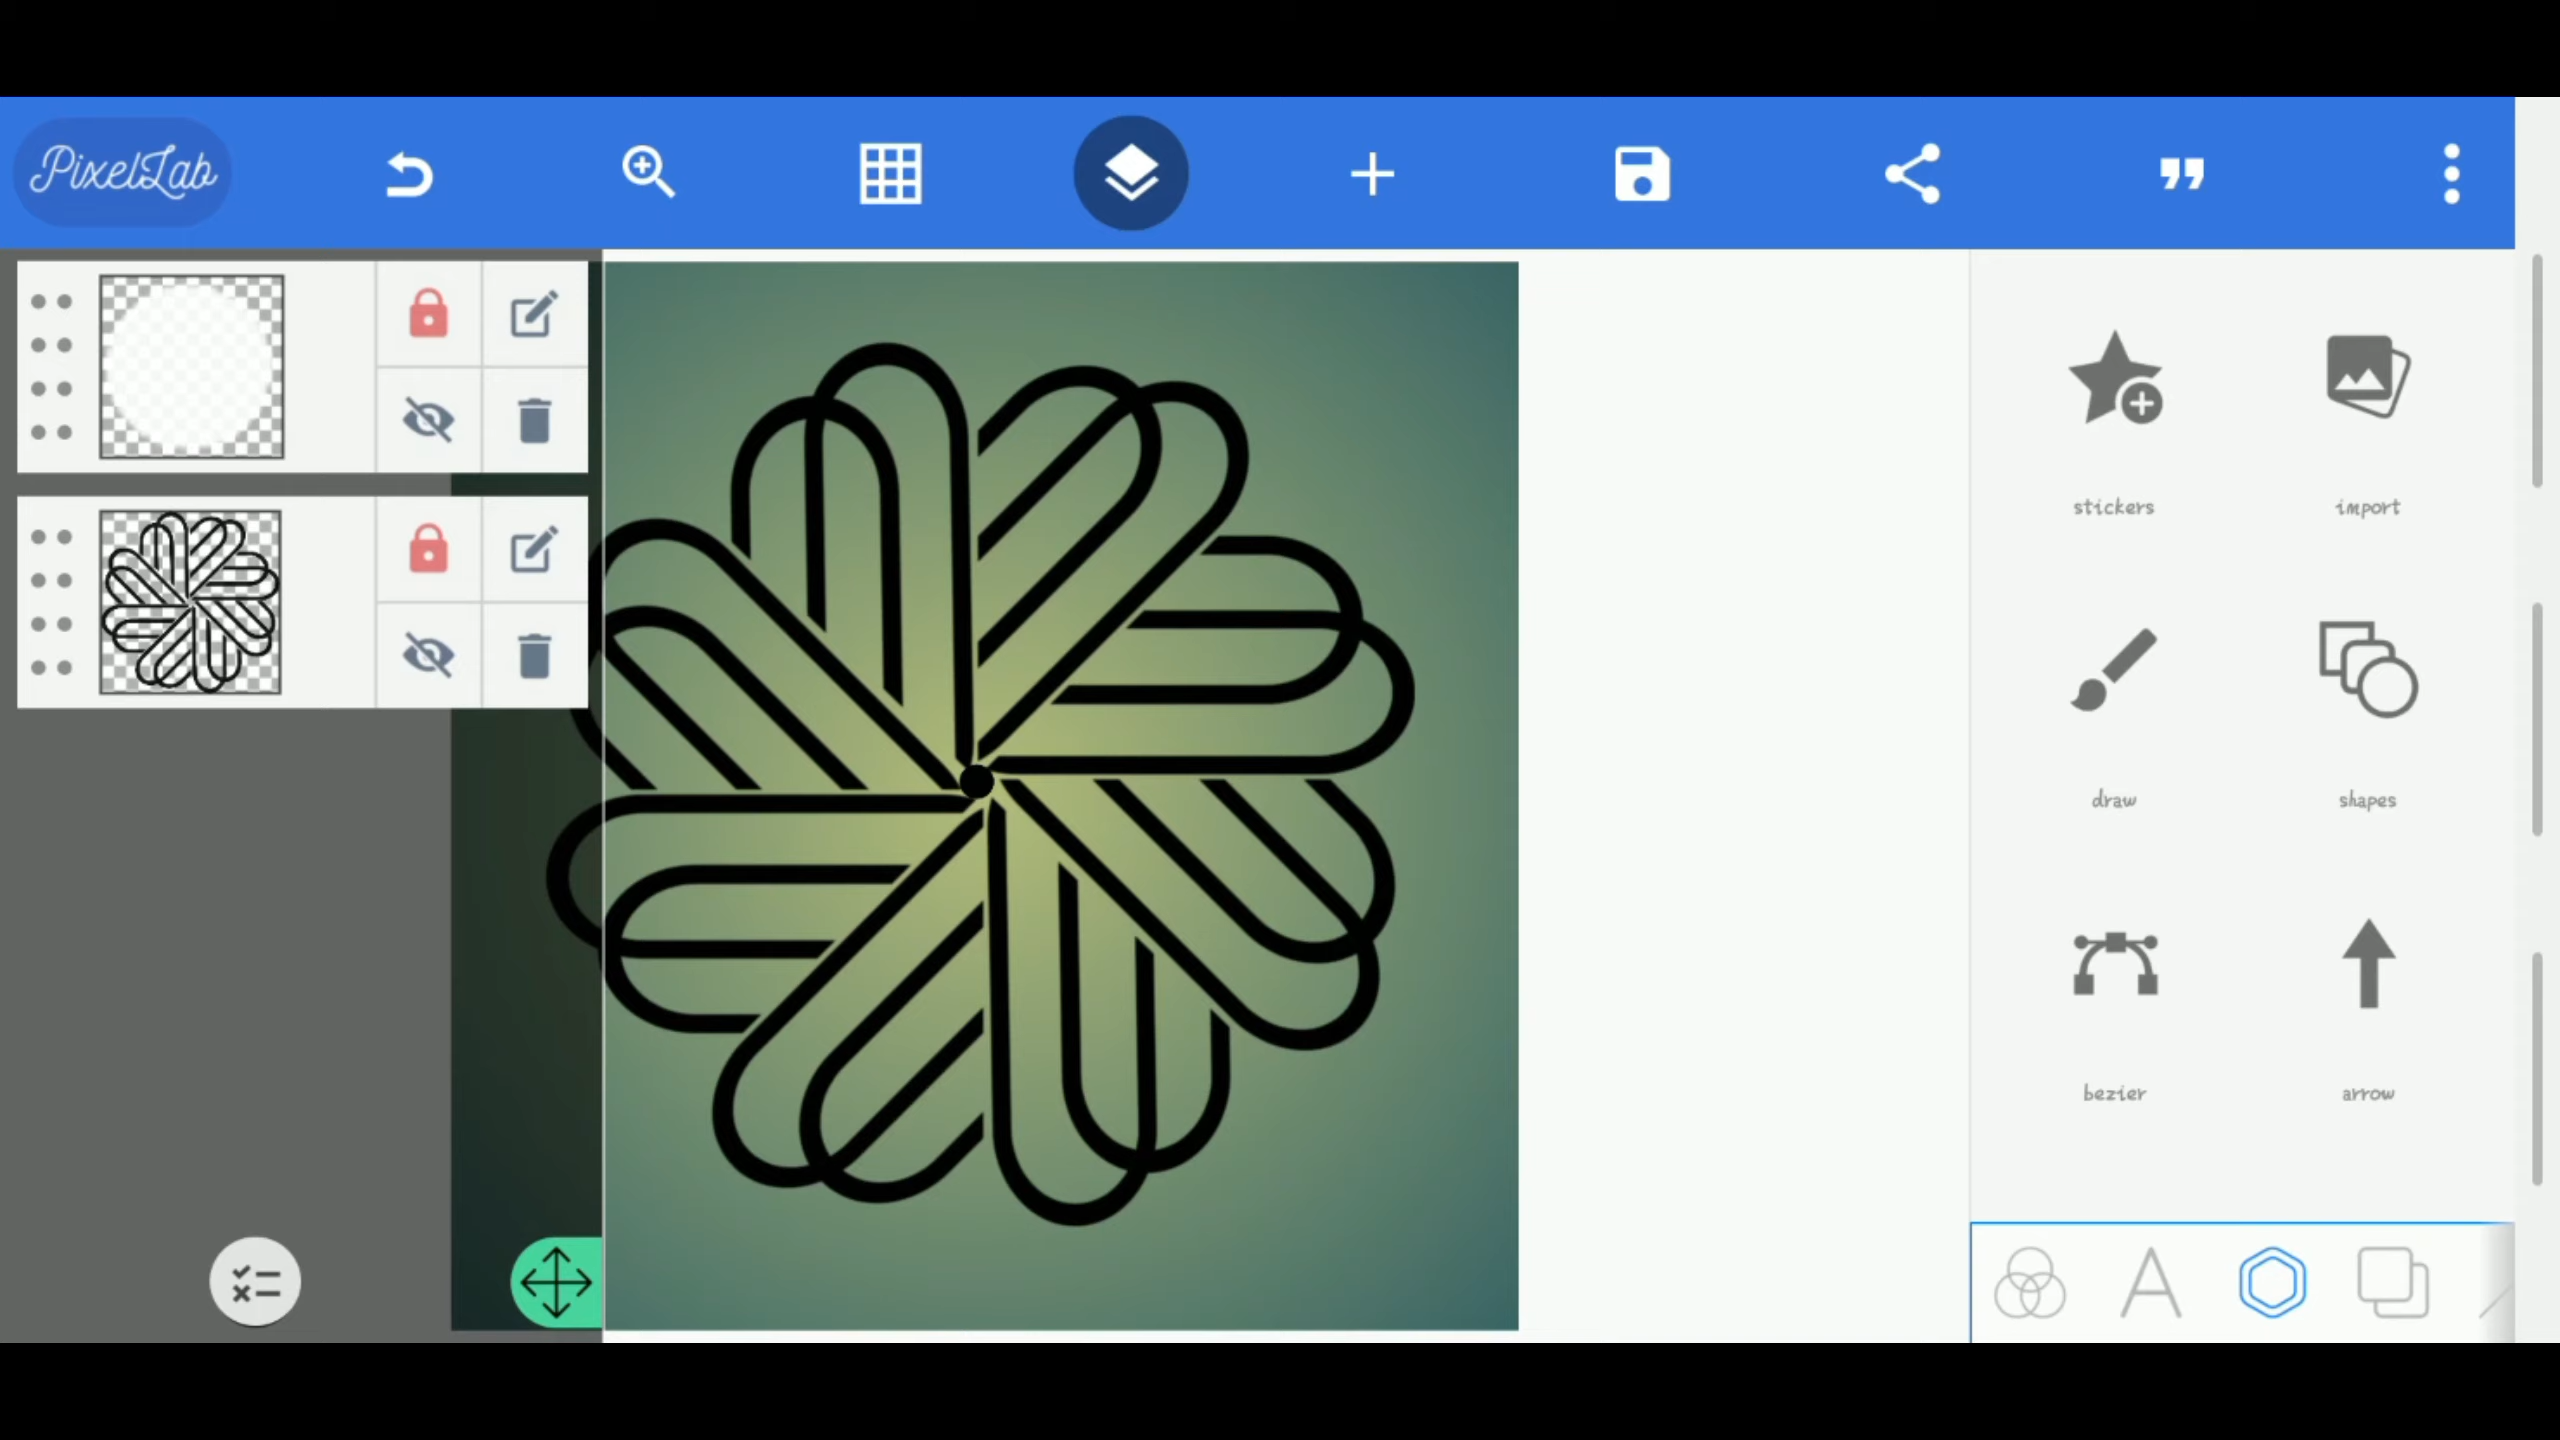 PixelLab
stickers
import
draw
shapes
bezier
arrow